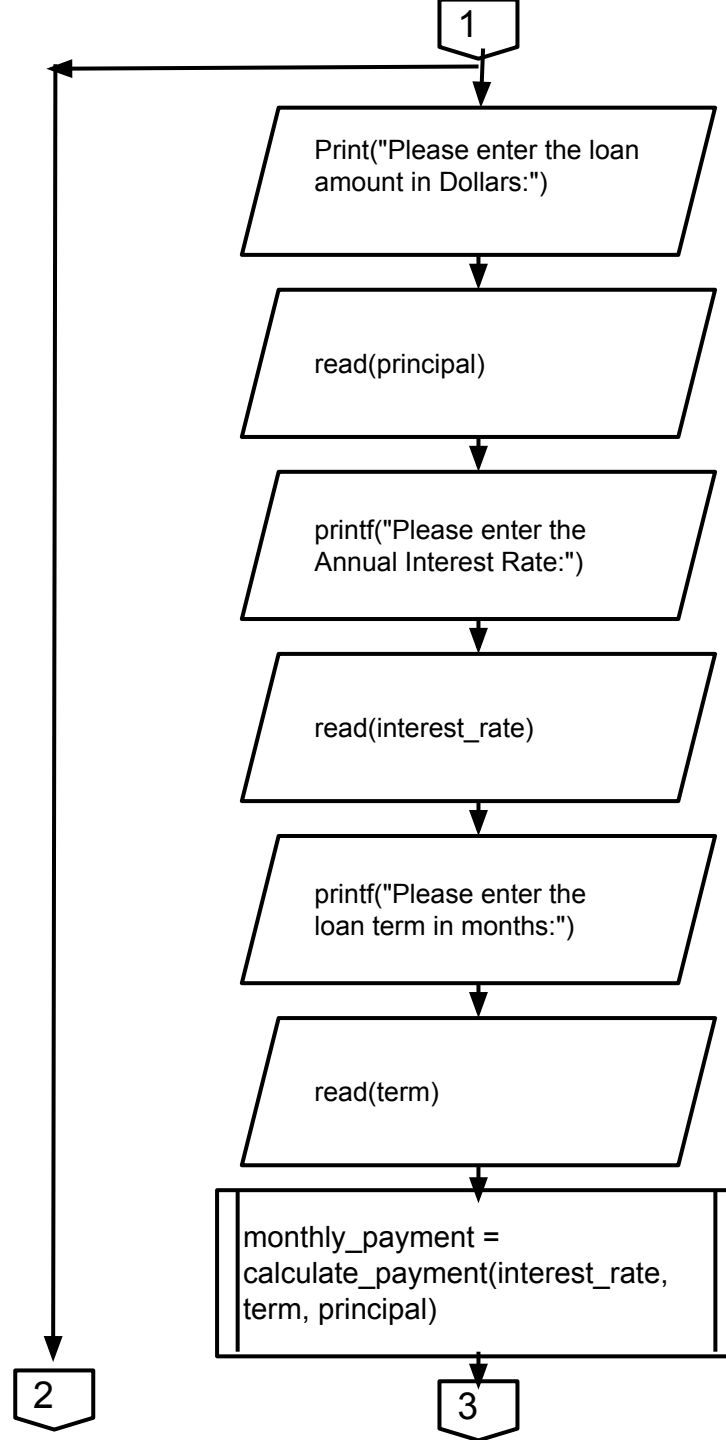 1
Print("Please enter the loan
amount in Dollars:")
read(principal)
printf("Please enter the
Annual Interest Rate:")
read(interest_rate)
printf("Please enter the
loan term in months:")
read(term)
monthly_payment =
calculate_payment(interest_rate,
term, principal)
2
3